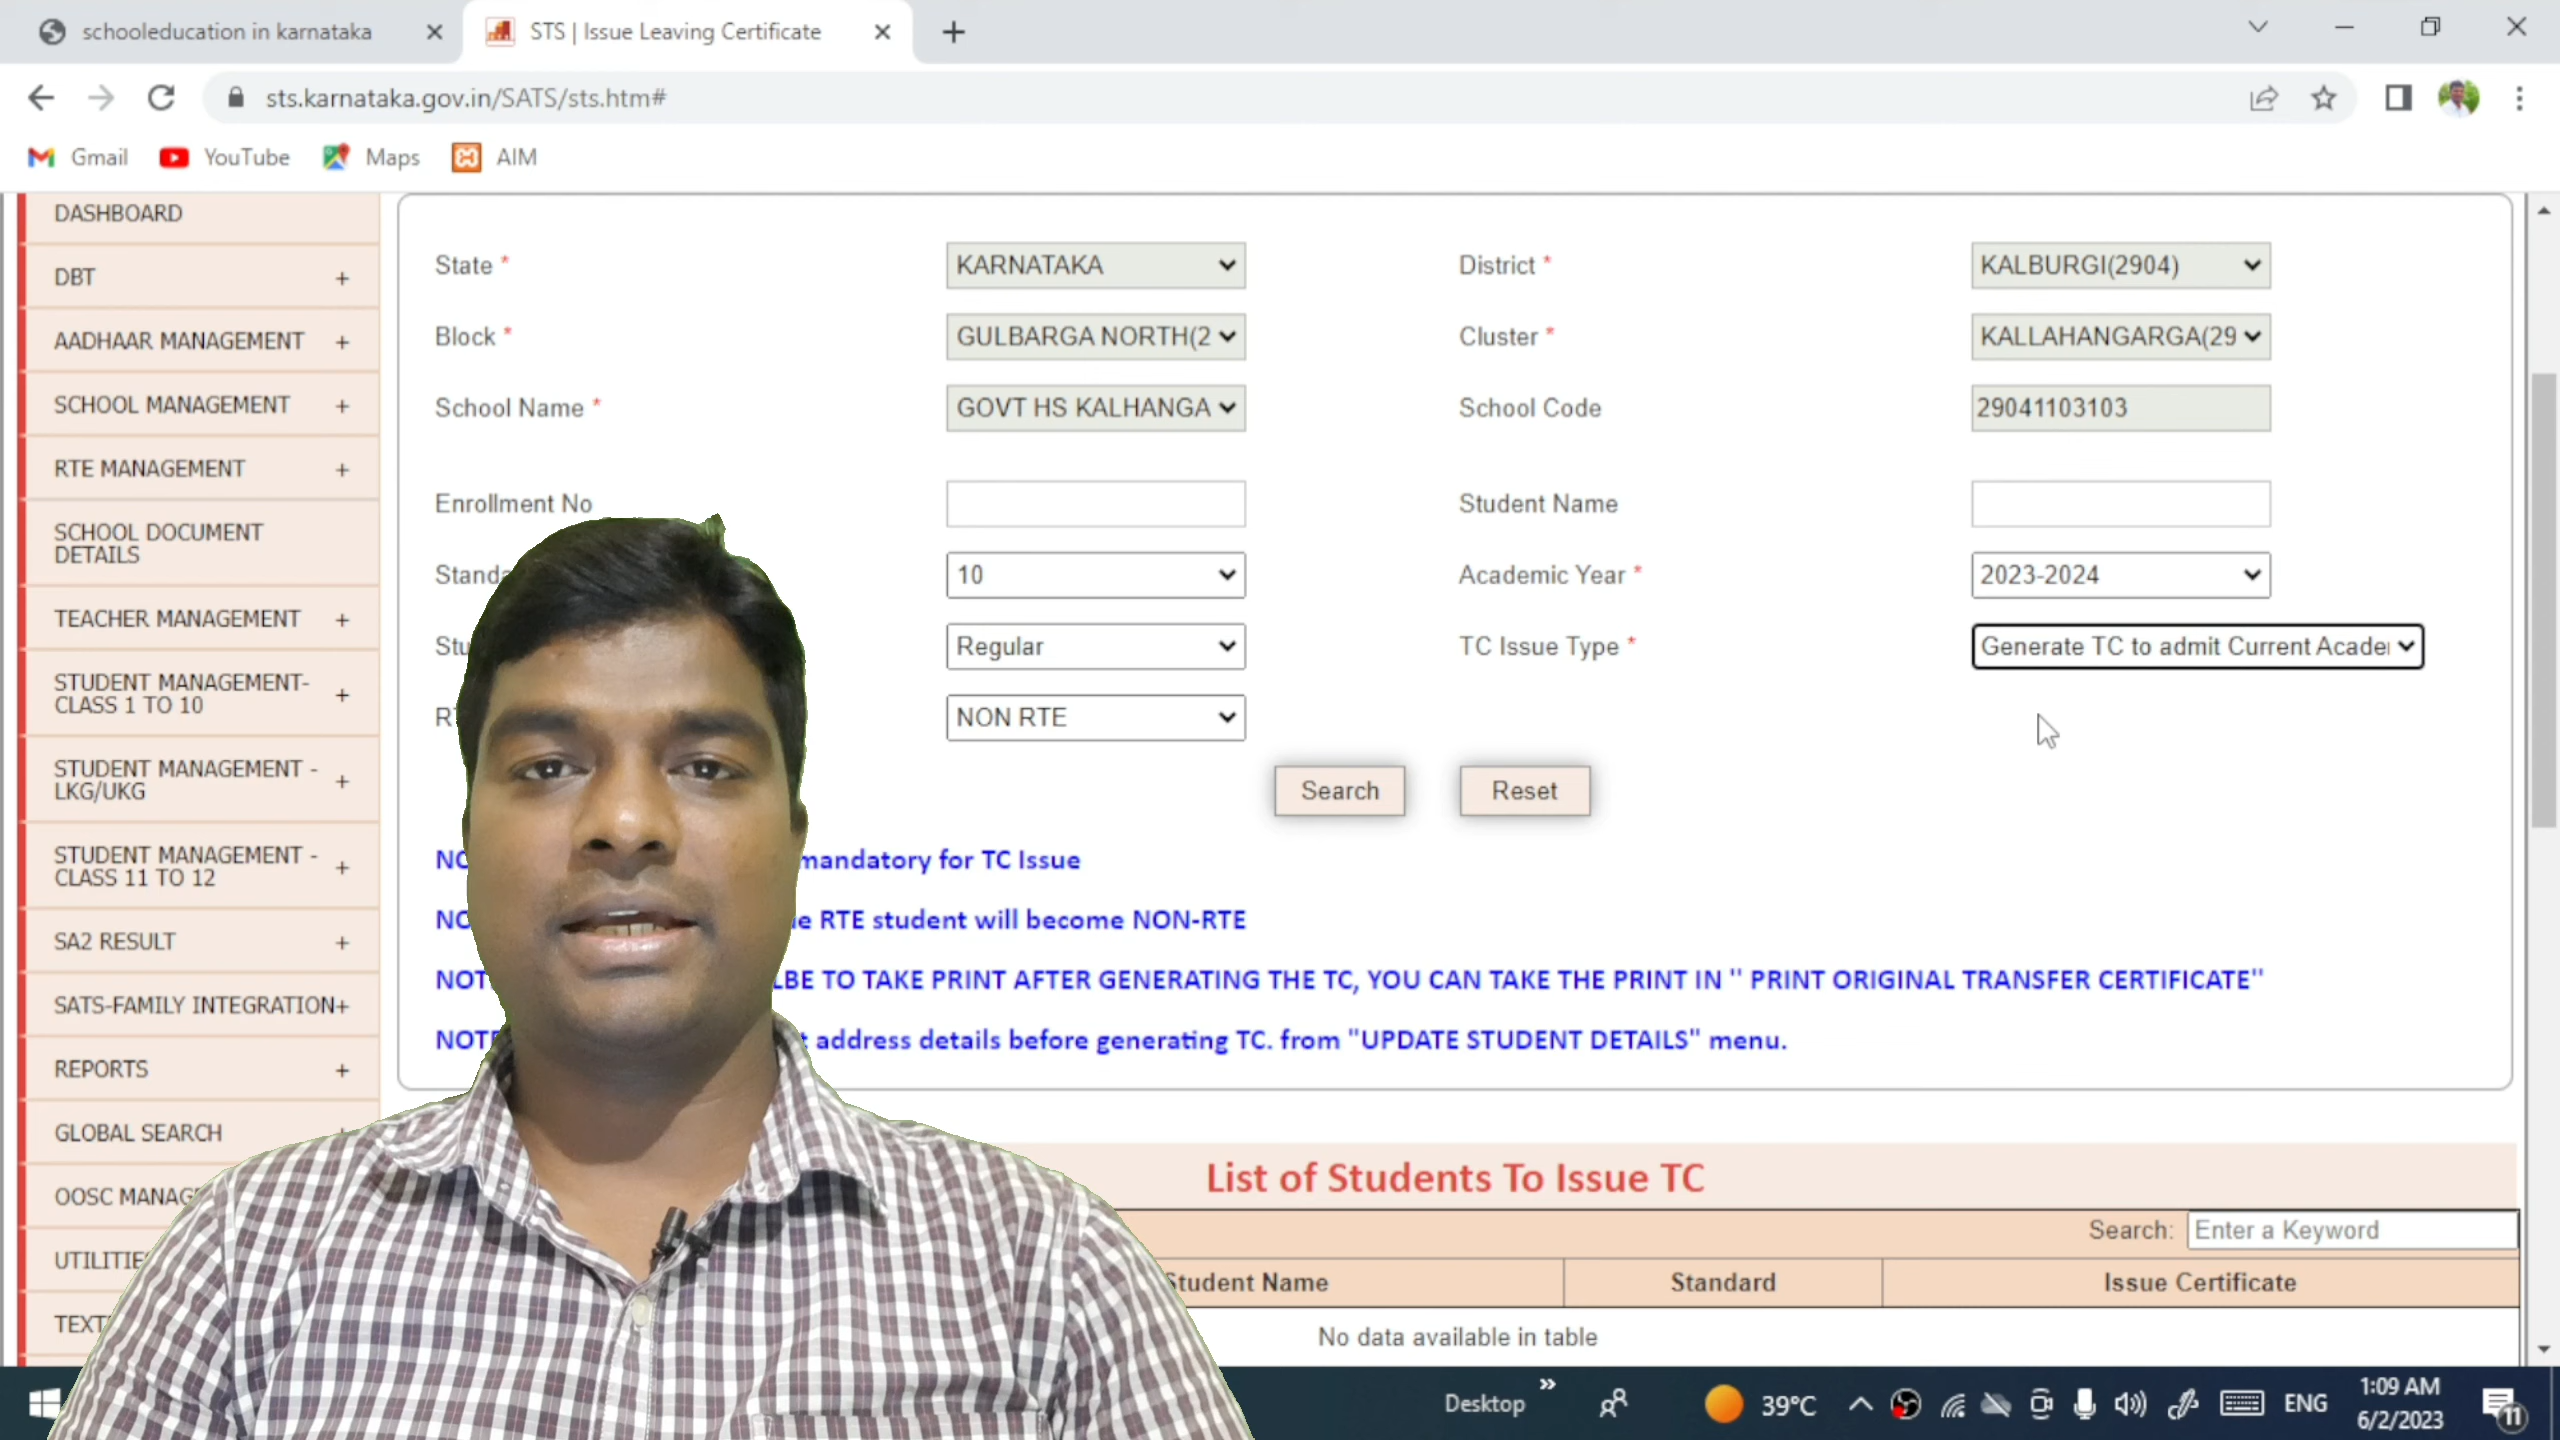 schooleducation in karnataka
STS | Issue Leaving Certificate
sts.karnataka.gov.in/SATS/sts.htm#
Gmail YouTube Maps AIM
DASHBOARD
DBT +
AADHAAR MANAGEMENT +
SCHOOL MANAGEMENT +
RTE MANAGEMENT +
SCHOOL DOCUMENT
DETAILS
TEACHER MANAGEMENT +
STUDENT MANAGEMENT-
CLASS 1 TO 10 +
STUDENT MANAGEMENT -
LKG/UKG +
STUDENT MANAGEMENT -
CLASS 11 TO 12 +
SA2 RESULT +
SATS-FAMILY INTEGRATION+
REPORTS +
GLOBAL SEARCH
OOSC
State * KARNATAKA District * KALBURGI(2904)
Block * GULBARGA NORTH(2 Cluster * KALLAHANGARGA(29
School Name * GOVT HS KALHANGA School Code 29041103103
Enrollment No Student Name
10 Academic Year * 2023-2024
Regular TC Issue Type * Generate TC to admit Current Acade
NON RTE
Search Reset
mandatory for TC Issue
RTE student will become NON-RTE
TO TAKE PRINT AFTER GENERATING THE TC, YOU CAN TAKE THE PRINT IN " PRINT ORIGINAL TRANSFER CERTIFICATE"
address details before generating TC. from "UPDATE STUDENT DETAILS" menu.
List of Students To Issue TC
Search: Enter a Keyword
Student Name Standard Issue Certificate
No data available in table
Desktop » 39°C ENG 1:09 AM
6/2/2023 11